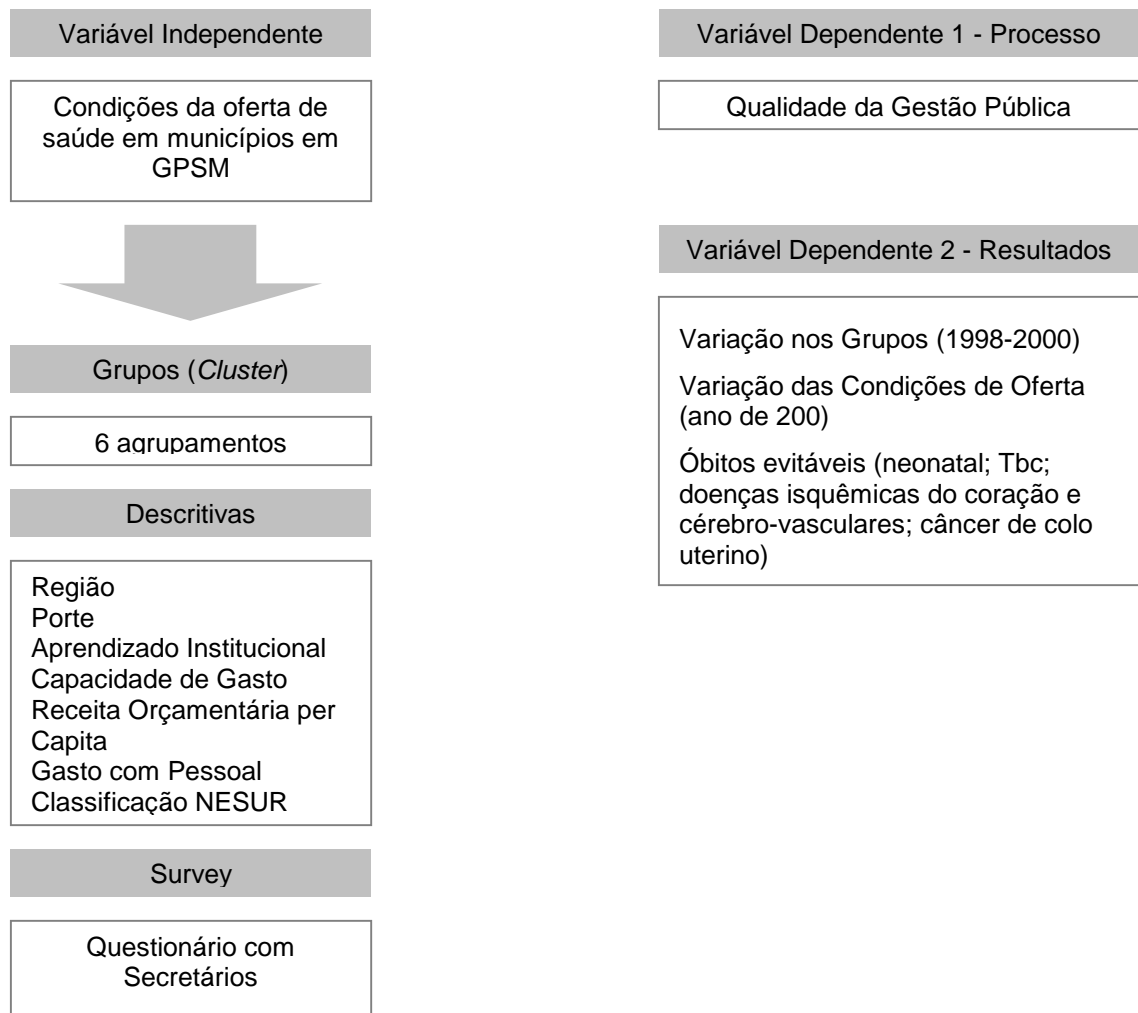 Variável Independente
Condições da oferta de
saúde em municípios em
GPSM
Grupos (Cluster)
6 agrupamentos
Descritivas
Região
Porte
Aprendizado Institucional
Capacidade de Gasto
Receita Orçamentária per
Capita
Gasto com Pessoal
Classificação NESUR
Survey
Questionário com
Secretários
Variável Dependente 1 - Processo
Qualidade da Gestão Pública
Variável Dependente 2 - Resultados
Variação nos Grupos (1998-2000)
Variação das Condições de Oferta
(ano de 200)
Óbitos evitáveis (neonatal; Tbc;
doenças isquêmicas do coração e
cérebro-vasculares; câncer de colo
uterino)